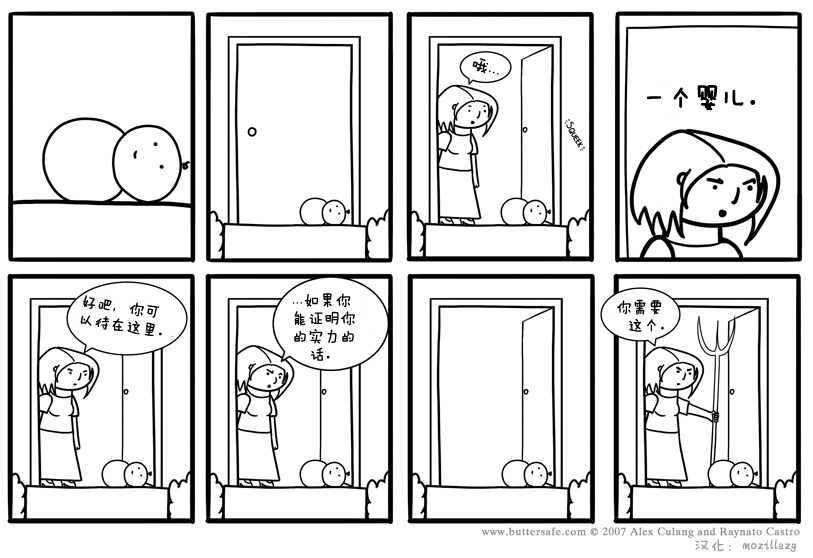 哦...
:SQUEEK:
一个婴儿.
好吧, 你可
以待在这里.
...如果你
能证明你
的实力的
话.
你需要
这个.
www.buttersafe.com © 2007 Alex Culang and Raynato Castro
汉化: mozillazg